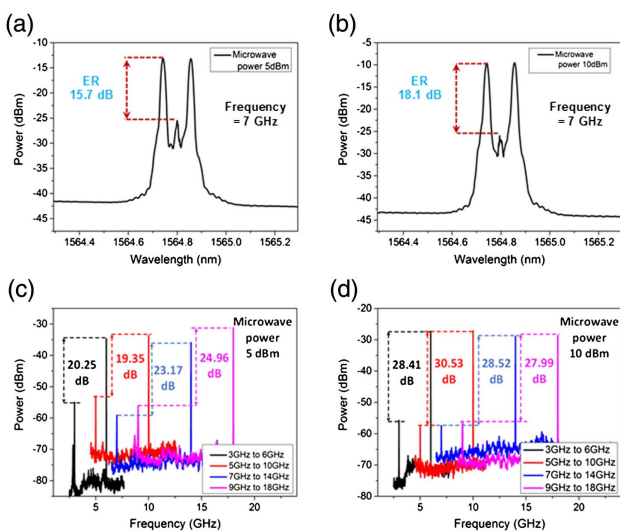 (a)
-10
-15
-20
-25
-30
-35
-40
-45
Power (dBm)
ER
15.7 dB
Microwave
power 5dBm
Frequency
= 7 GHz
1564.4 1564.6 1564.8 1565.0 1565.2
Wavelength (nm)
(b)
-5
-10
-15
-20
-25
-30
-35
-40
-45
Power (dBm)
ER
18.1 dB
Microwave
power 10dBm
Frequency
= 7 GHz
1564.4 1564.6 1564.8 1565.0 1565.2
Wavelength (nm)
(c)
-30
-40
-50
-60
-70
-80
Power (dBm)
20.25
dB
19.35
dB
23.17
dB
24.96
dB
Microwave
power
5 dBm
3GHz to 6GHz
5GHz to 10GHz
7GHz to 14GHz
9GHz to 18GHz
5 10 15 20
Frequency (GHz)
(d)
-20
-30
-40
-50
-60
-70
-80
Power (dBm)
28.41
dB
30.53
dB
28.52
dB
27.99
dB
Microwave
power
10 dBm
3GHz to 6GHz
5GHz to 10GHz
7GHz to 14GHz
9GHz to 18GHz
5 10 15 20
Frequency (GHz)